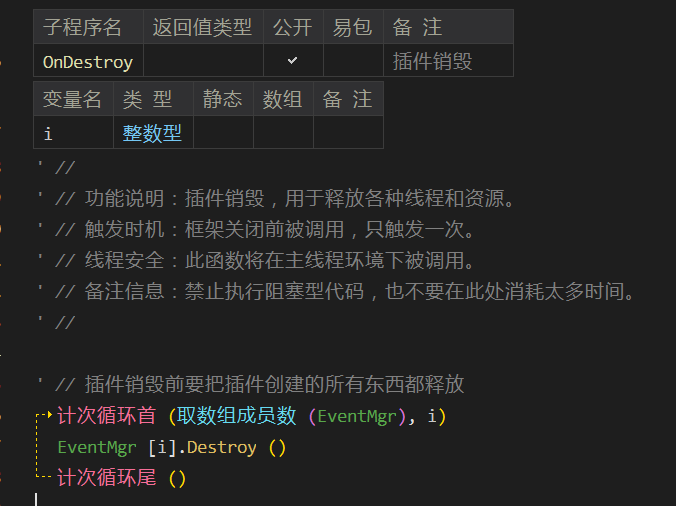 子程序名 返回值类型 公开 易包 备 注
OnDestroy ✓ 插件销毁
变量名 类 型 静态 数组 备 注
i 整数型
' //
' // 功能说明：插件销毁，用于释放各种线程和资源。
' // 触发时机：框架关闭前被调用，只触发一次。
' // 线程安全：此函数将在主线程环境下被调用。
' // 备注信息：禁止执行阻塞型代码，也不要在此处消耗太多时间。
' //
' // 插件销毁前要把插件创建的所有东西都释放
计次循环首 (取数组成员数 (EventMgr), i)
EventMgr [i].Destroy ()
计次循环尾 ()